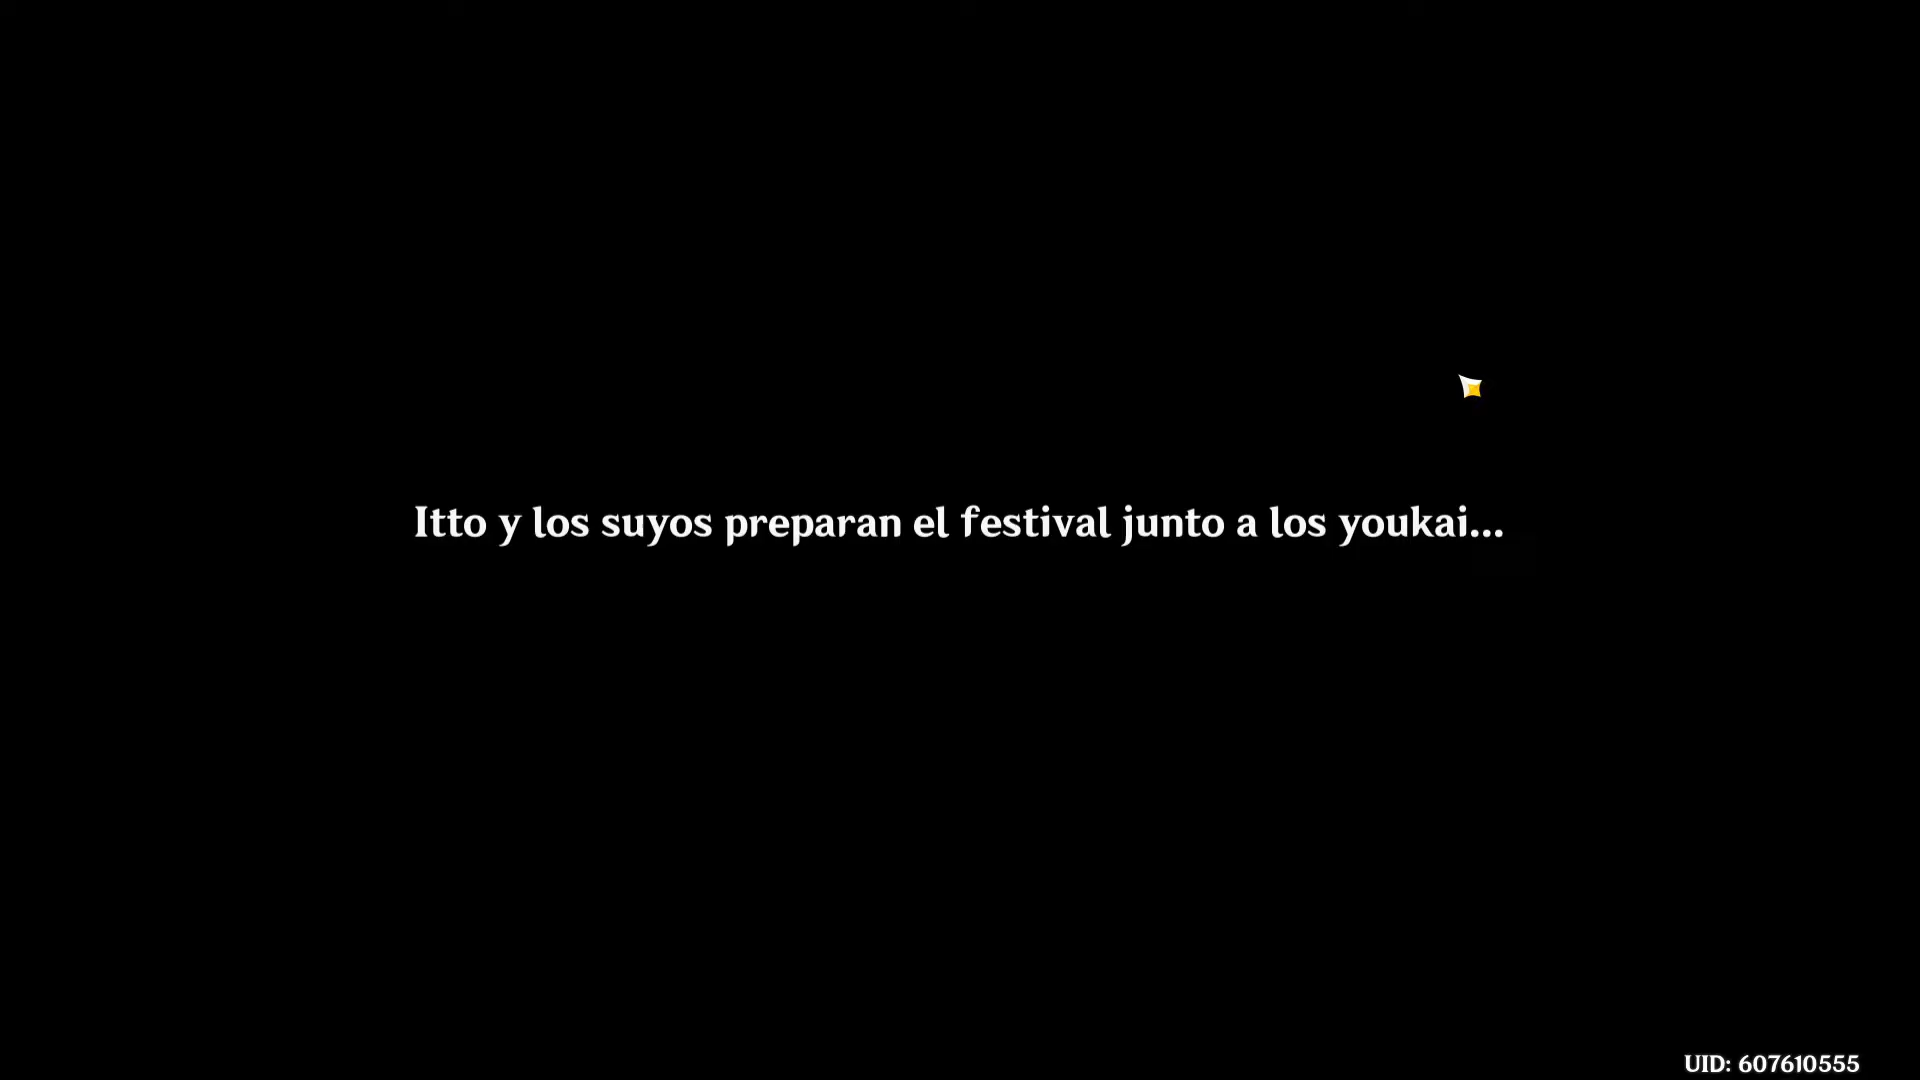 Itto y los suyos preparan el festival junto a los youkai...
UID: 607610555